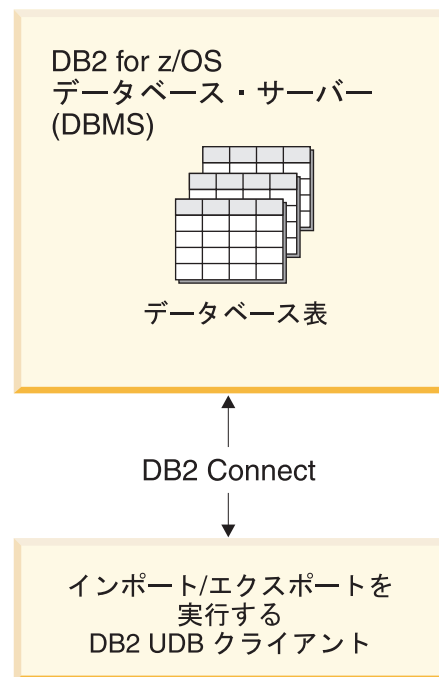 DB2 for z/OS
データベース・サーバー
(DBMS)
データベース表
DB2 Connect
インポート/エクスポートを
実行する
DB2 UDB クライアント